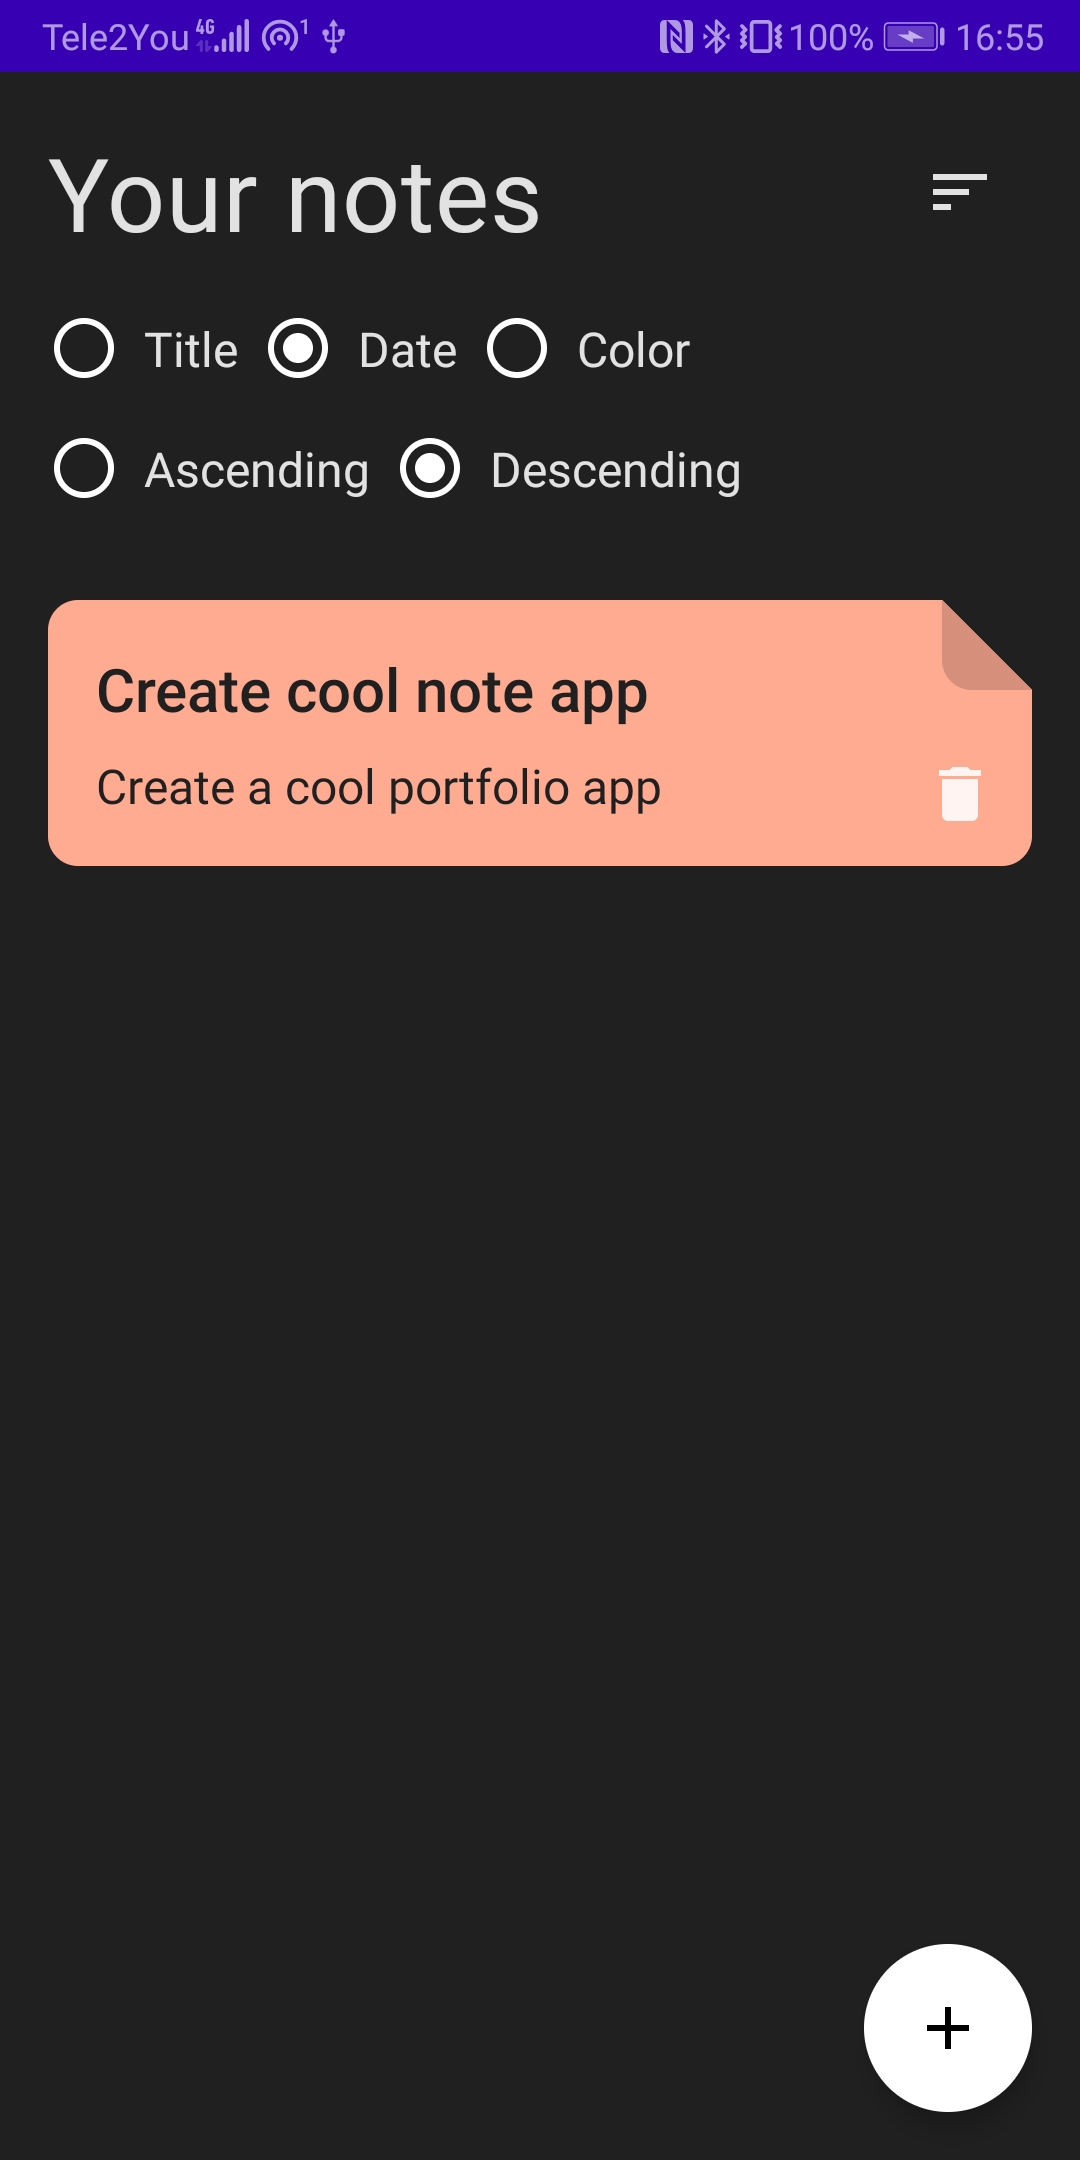 Tele2You 4G 1 100% 16:55
Your notes
Title Date Color
Ascending Descending
Create cool note app
Create a cool portfolio app